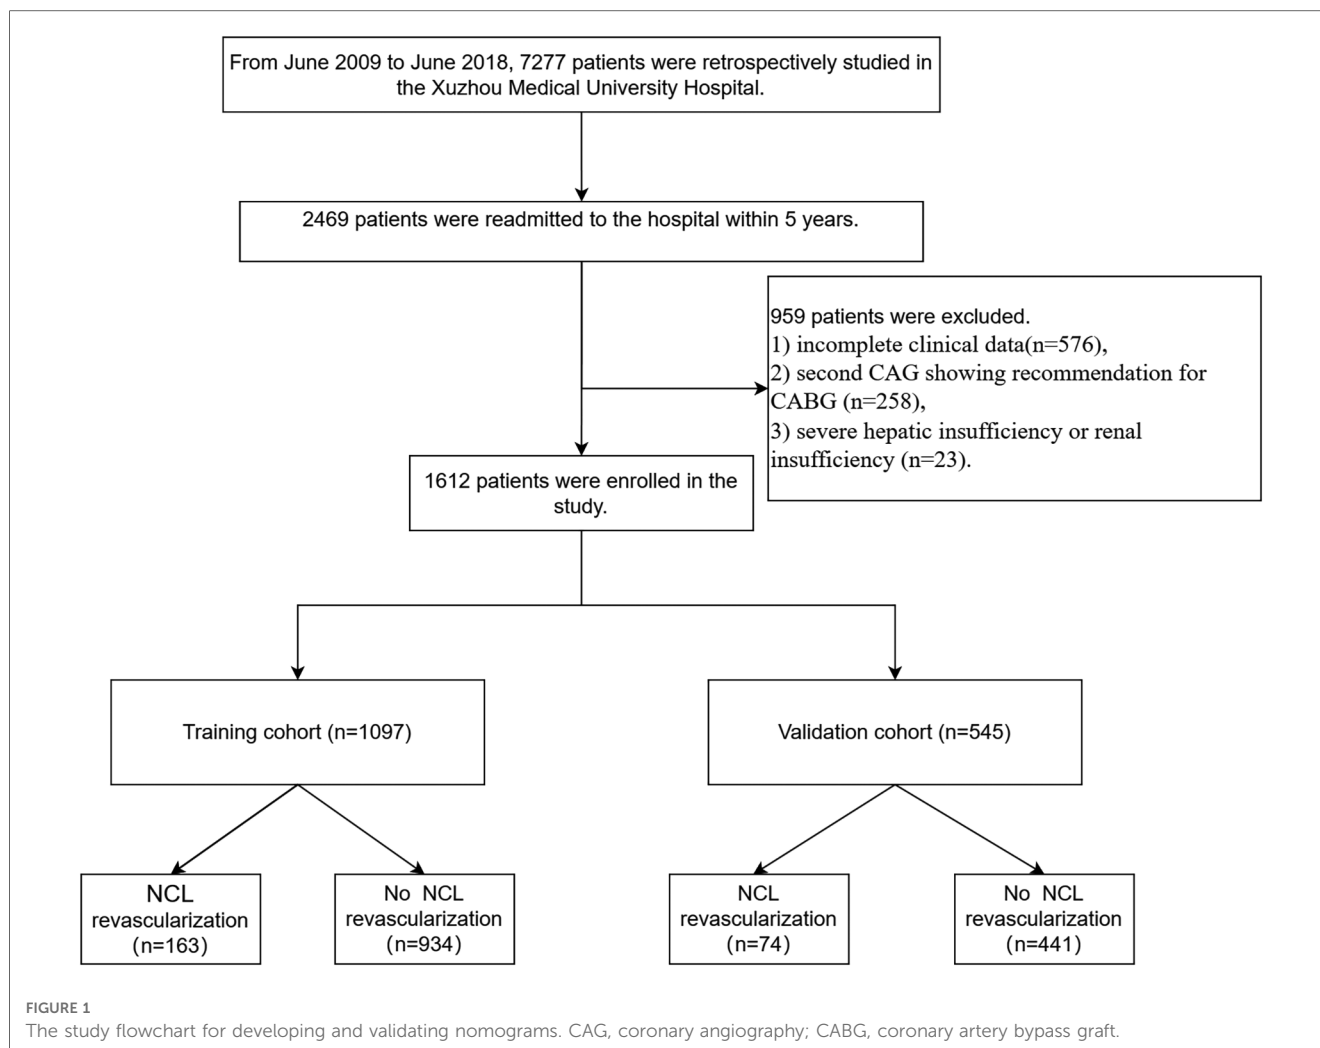 From June 2009 to June 2018, 7277 patients were retrospectively studied in
the Xuzhou Medical University Hospital.
2469 patients were readmitted to the hospital within 5 years.
959 patients were excluded.
1) incomplete clinical data(n=576),
2) second CAG showing recommendation for
CABG (n=258),
3) severe hepatic insufficiency or renal
insufficiency (n=23).
1612 patients were enrolled in the
study.
Training cohort (n=1097)
Validation cohort (n=545)
NCL
revascularization
(n=163)
No NCL
revascularization
(n=934)
NCL
revascularization
(n=74)
No NCL
revascularization
(n=441)
FIGURE 1
The study flowchart for developing and validating nomograms. CAG, coronary angiography; CABG, coronary artery bypass graft.